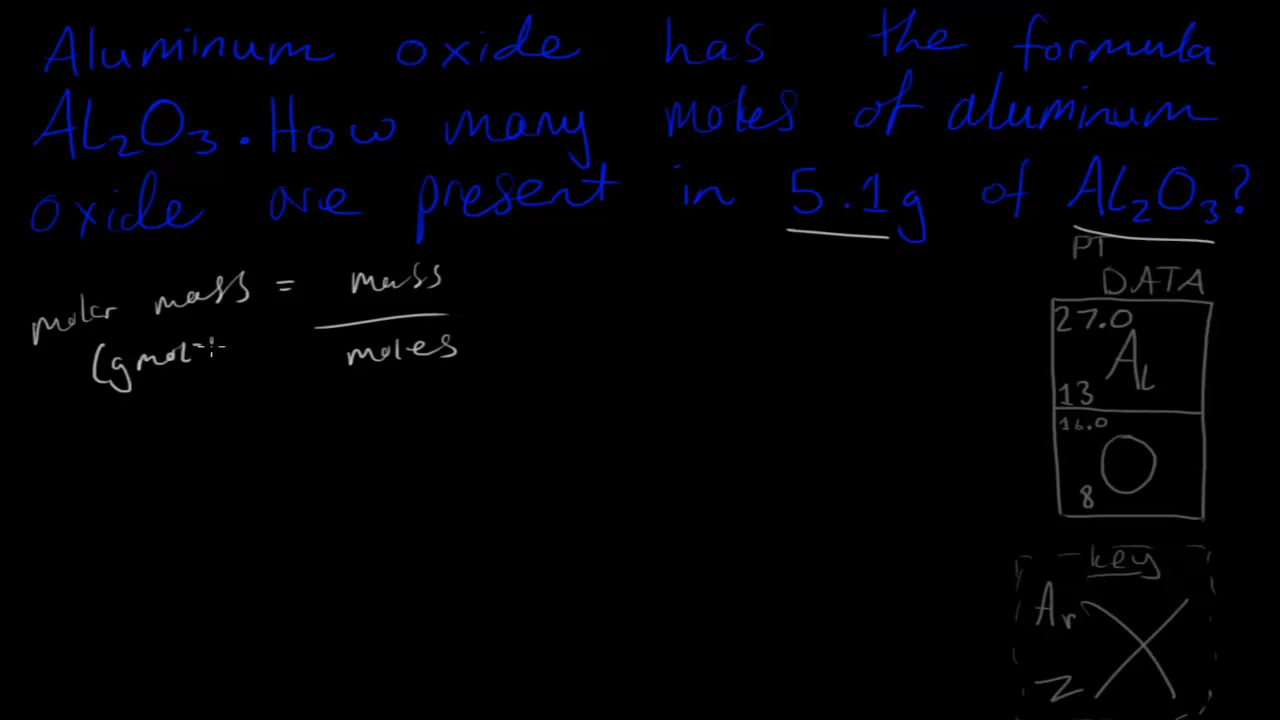 Aluminum oxide has the formula
AL₂O₃. How many moles of aluminum
oxide are present in 5.1g of AL₂O₃?
PT
DATA
molar mass = mass
moles
(g mol⁻
27.0
AL
13
16.0
O
8
key
Ar
X
Z